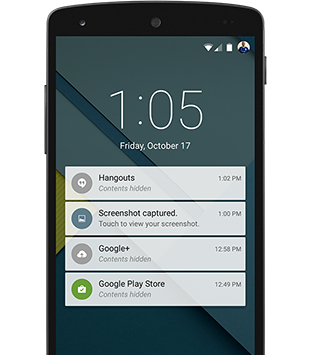 1:05
Friday, October 17
Hangouts 1:02 PM
Contents hidden
Screenshot captured. 1:00 PM
Touch to view your screenshot.
Google+ 12:58 PM
Contents hidden
Google Play Store 12:49 PM
Contents hidden